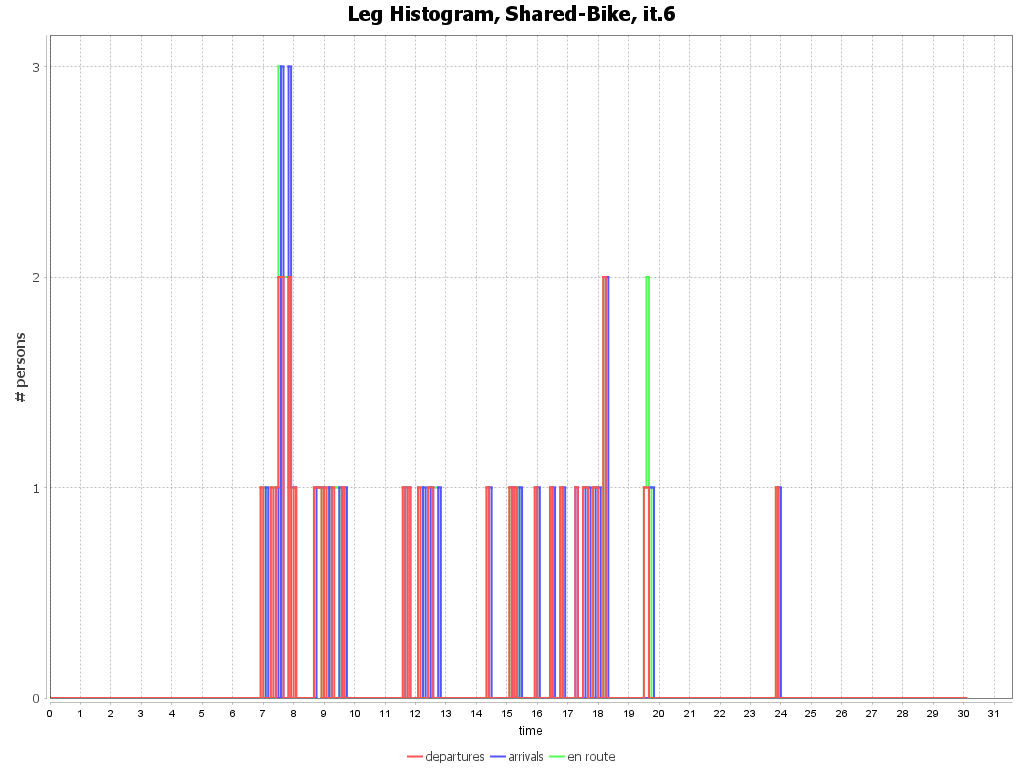 Leg Histogram, Shared-Bike, it.6
# persons
3
2
1
0
0 1 2 3 4 5 6 7 8 9 10 11 12 13 14 15 16 17 18 19 20 21 22 23 24 25 26 27 28 29 30 31
time
departures arrivals en route